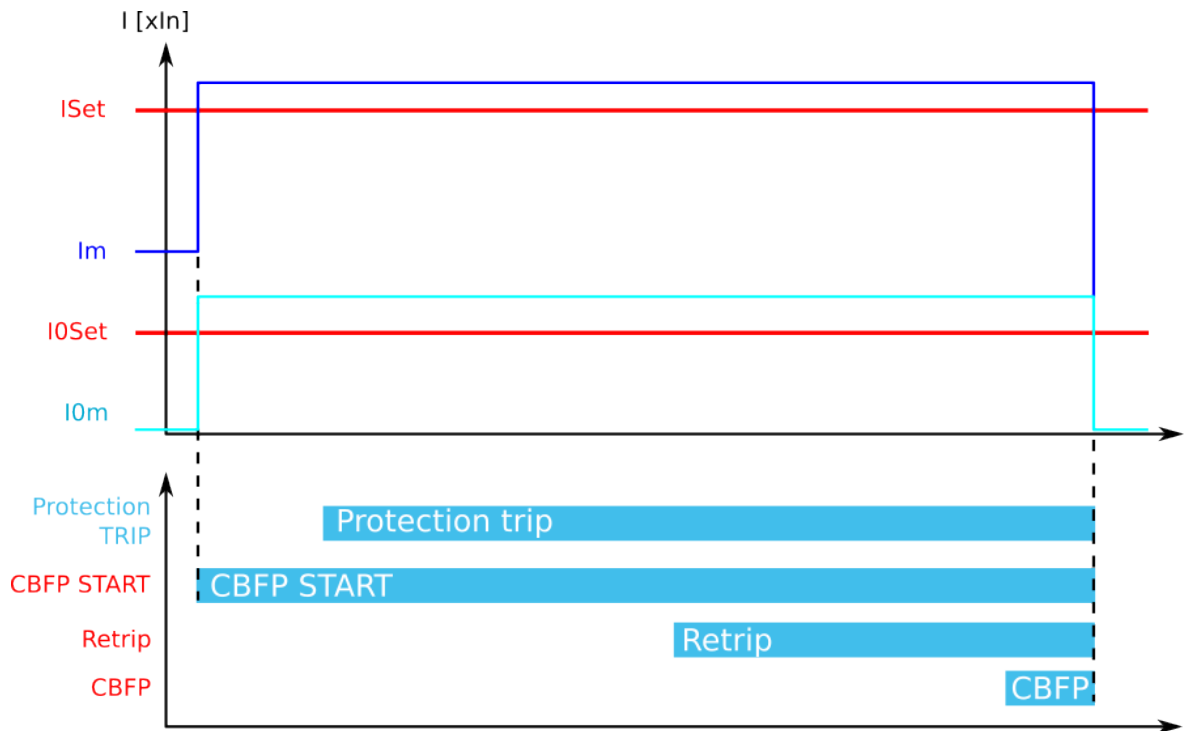 I [xIn]
ISet
Im
I0Set
I0m
Protection
TRIP
Protection trip
CBFP START
CBFP START
Retrip
Retrip
CBFP
CBFP